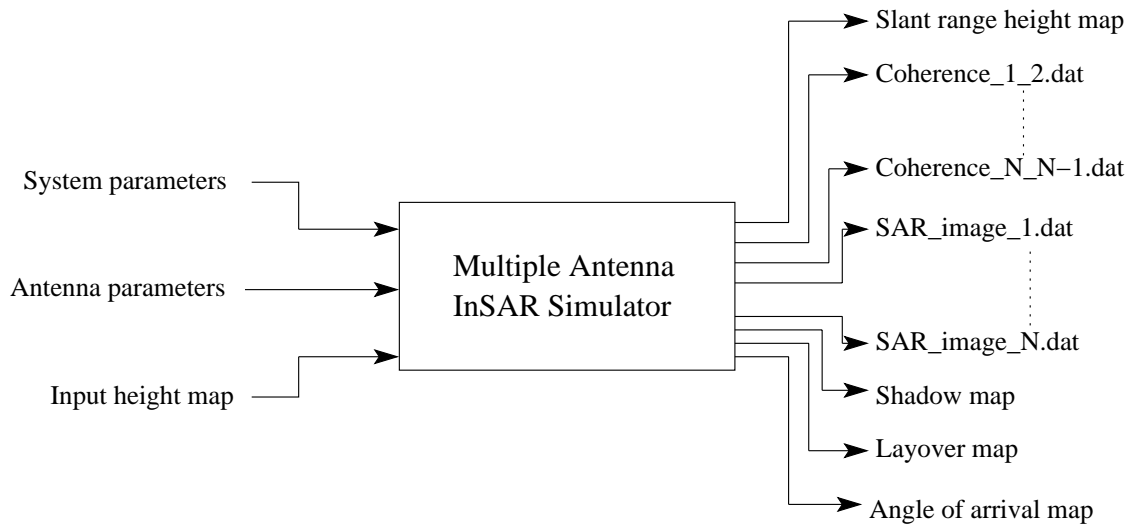 System parameters
Antenna parameters
Input height map
Multiple Antenna
InSAR Simulator
Slant range height map
Coherence_1_2.dat
Coherence_N_N−1.dat
SAR_image_1.dat
SAR_image_N.dat
Shadow map
Layover map
Angle of arrival map